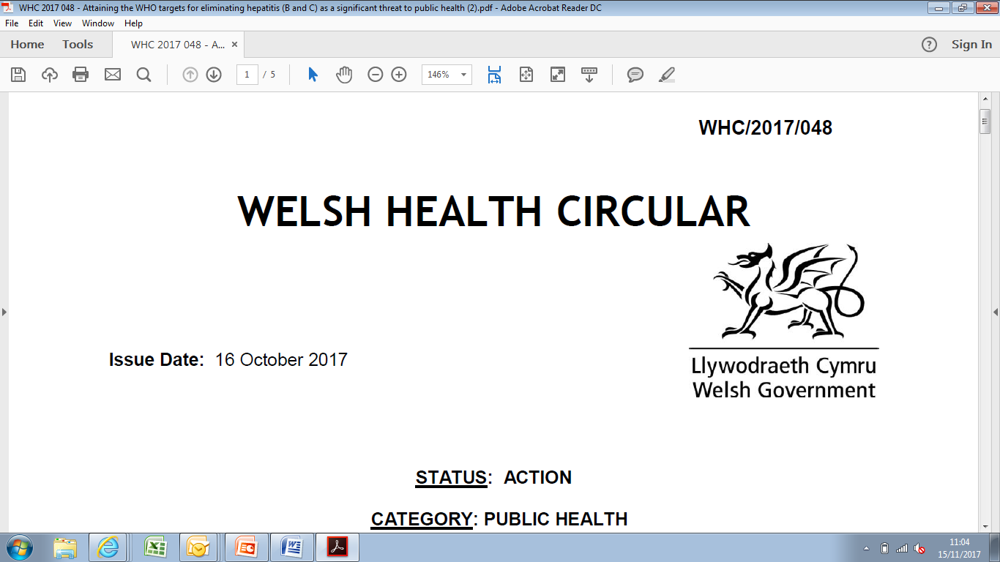 WHC 2017 048 - Attaining the WHO targets for eliminating hepatitis (B and C) as a significant threat to public health (2).pdf - Adobe Acrobat Reader DC
File Edit View Window Help
Home Tools WHC 2017 048 - A... × Sign In
1 / 5 146%
WHC/2017/048
WELSH HEALTH CIRCULAR
Issue Date: 16 October 2017
Llywodraeth Cymru
Welsh Government
STATUS: ACTION
CATEGORY: PUBLIC HEALTH
11:04
15/11/2017